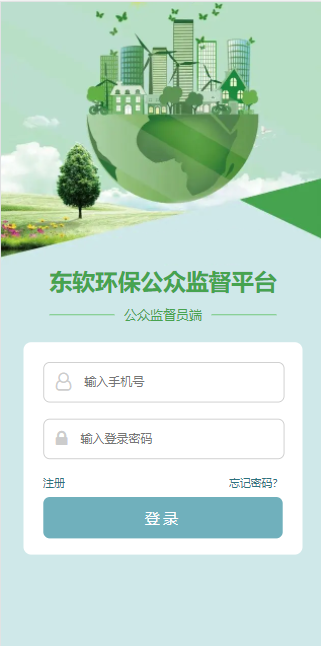 东软环保公众监督平台
公众监督员端
输入手机号
输入登录密码
注册 忘记密码?
登录